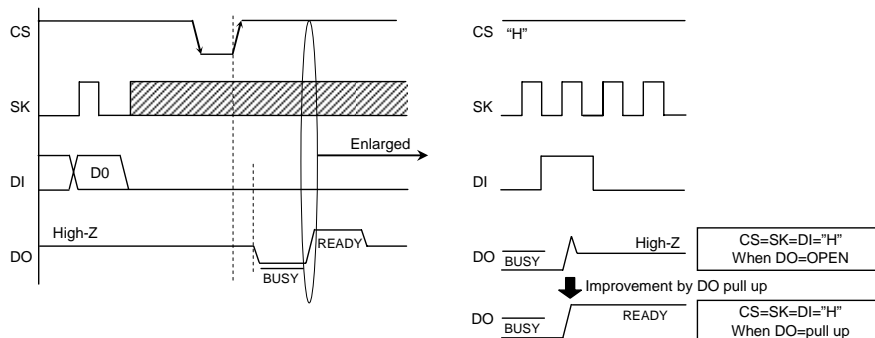 CS
SK
DI
D0
Enlarged
High-Z
DO
BUSY
READY
CS
“H”
SK
DI
DO
BUSY
High-Z
CS=SK=DI=”H”
When DO=OPEN
Improvement by DO pull up
DO
BUSY
READY
CS=SK=DI=”H”
When DO=pull up